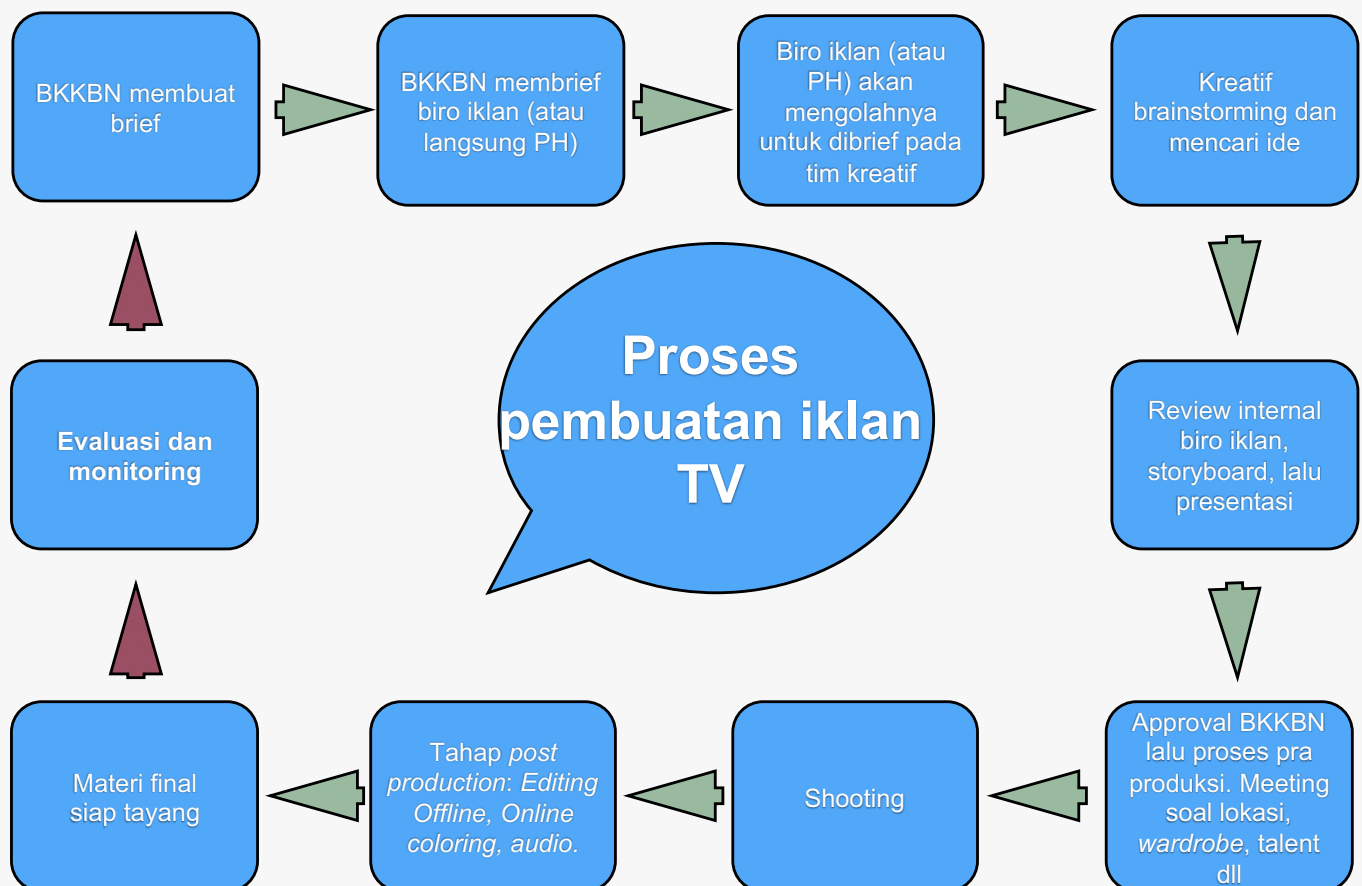 BKKBN membuat
brief
BKKBN membrief
biro iklan (atau
langsung PH)
Biro iklan (atau
PH) akan
mengolahnya
untuk dibrief pada
tim kreatif
Kreatif
brainstorming dan
mencari ide
Proses
pembuatan iklan
TV
Review internal
biro iklan,
storyboard, lalu
presentasi
Approval BKKBN
lalu proses pra
produksi. Meeting
soal lokasi,
wardrobe, talent
dll
Shooting
Tahap post
production: Editing
Offline, Online
coloring, audio.
Materi final
siap tayang
Evaluasi dan
monitoring